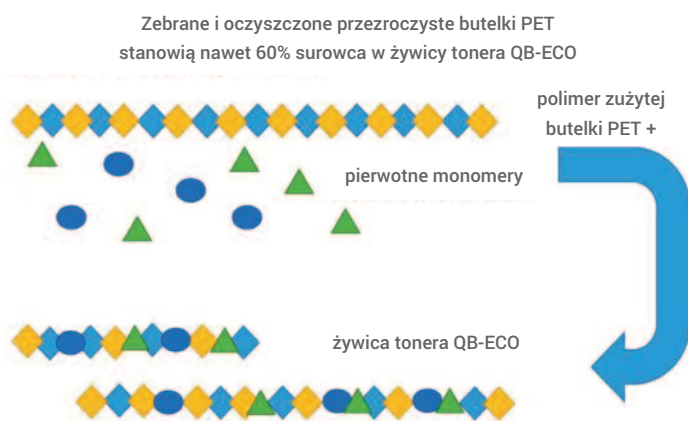 Zebrane i oczyszczone przezroczyste butelki PET
stanowią nawet 60% surowca w żywicy tonera QB-ECO
polimer zużytej
butelki PET +
pierwotne monomery
żywica tonera QB-ECO